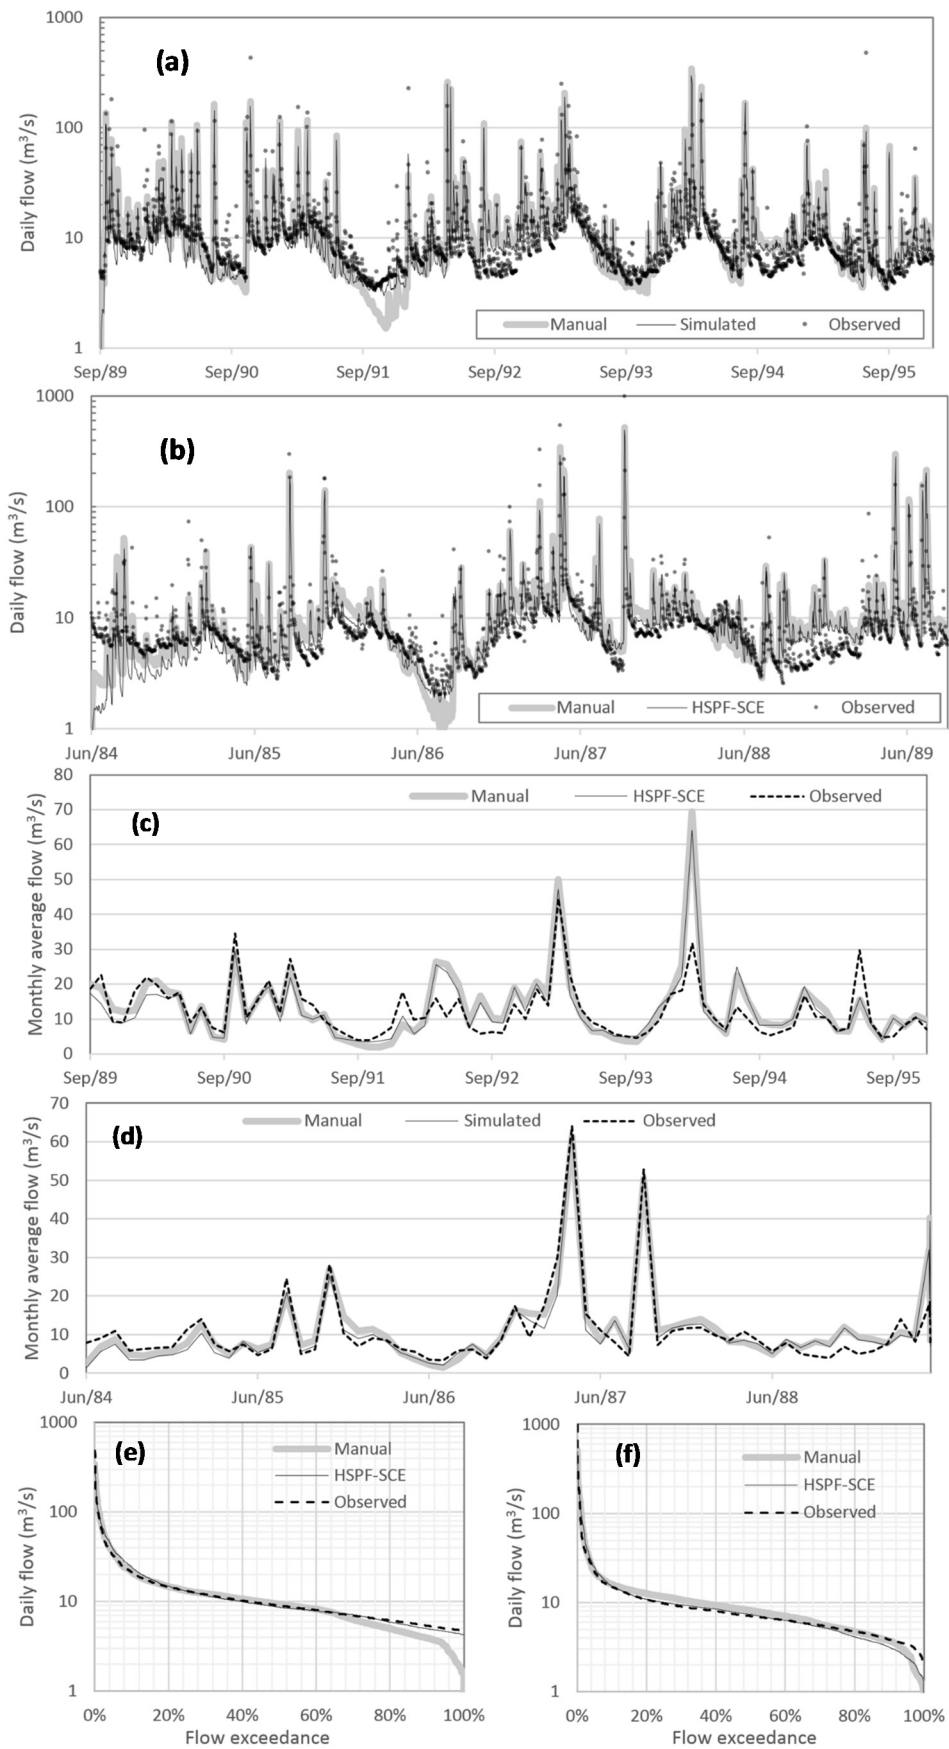 1000
(a)
100
10
1
Daily flow (m³/s)
Manual Simulated Observed
Sep/89 Sep/90 Sep/91 Sep/92 Sep/93 Sep/94 Sep/95
1000
(b)
100
10
1
Daily flow (m³/s)
Manual HSPF-SCE Observed
Jun/84 Jun/85 Jun/86 Jun/87 Jun/88 Jun/89
80
Manual HSPF-SCE Observed
(c)
70
60
50
40
30
20
10
0
Monthly average flow (m³/s)
Sep/89 Sep/90 Sep/91 Sep/92 Sep/93 Sep/94 Sep/95
70
Manual Simulated Observed
(d)
60
50
40
30
20
10
0
Monthly average flow (m³/s)
Jun/84 Jun/85 Jun/86 Jun/87 Jun/88
1000
(e)
Manual
HSPF-SCE
Observed
100
10
1
Daily flow (m³/s)
0% 20% 40% 60% 80% 100%
Flow exceedance
1000
(f)
Manual
HSPF-SCE
Observed
100
10
1
Daily flow (m³/s)
0% 20% 40% 60% 80% 100%
Flow exceedance